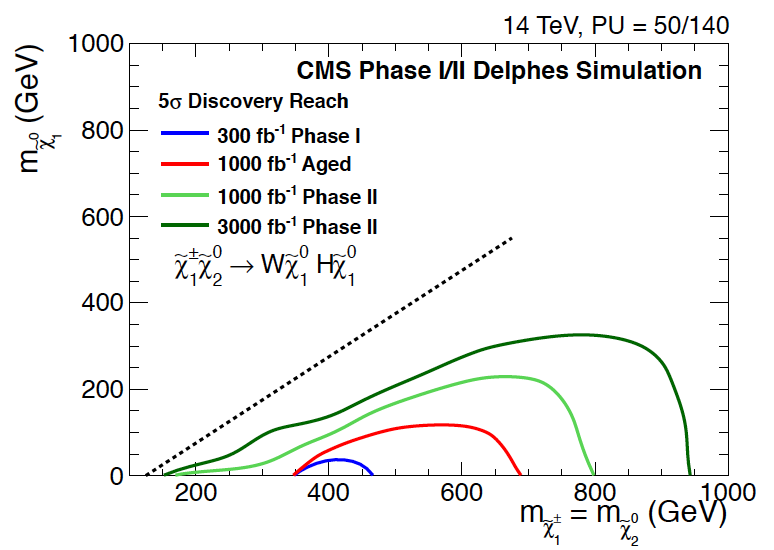 14 TeV, PU = 50/140
CMS Phase I/II Delphes Simulation
5σ Discovery Reach
300 fb⁻¹ Phase I
1000 fb⁻¹ Aged
1000 fb⁻¹ Phase II
3000 fb⁻¹ Phase II
χ̃₁±χ̃₂⁰ → Wχ̃₁⁰ Hχ̃₁⁰
m_χ̃₁⁰ (GeV)
1000
800
600
400
200
0
200 400 600 800 1000
m_χ̃₁± = m_χ̃₂⁰ (GeV)